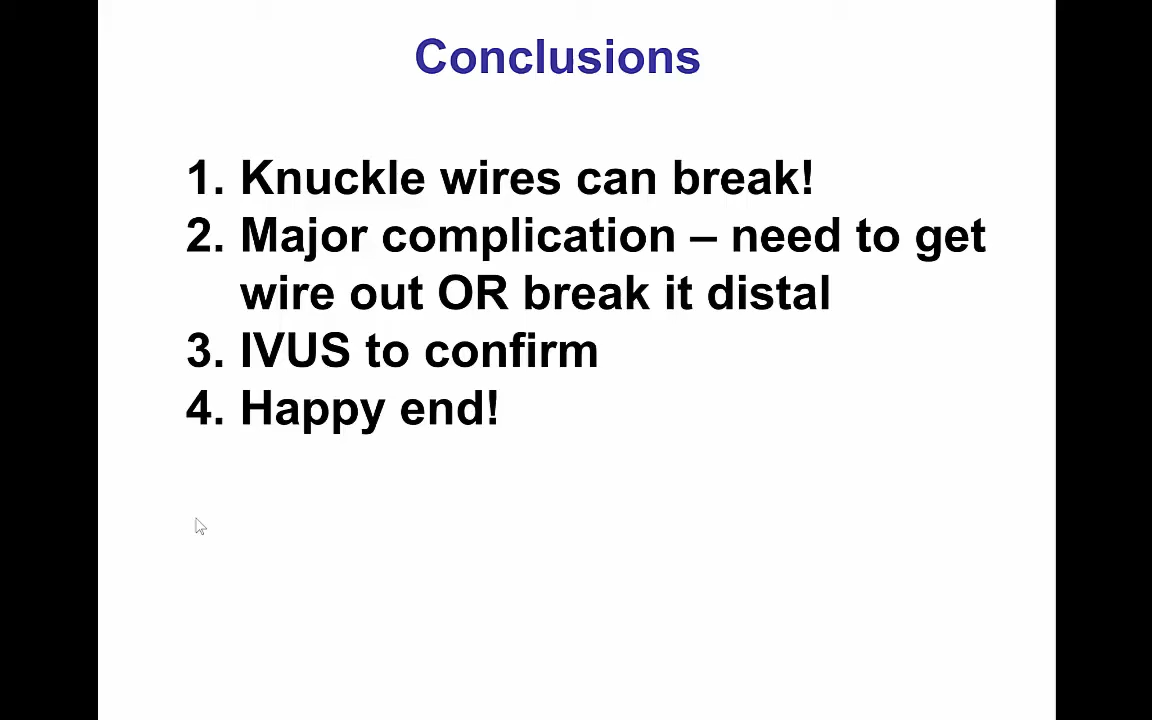 Conclusions
1. Knuckle wires can break!
2. Major complication – need to get
wire out OR break it distal
3. IVUS to confirm
4. Happy end!